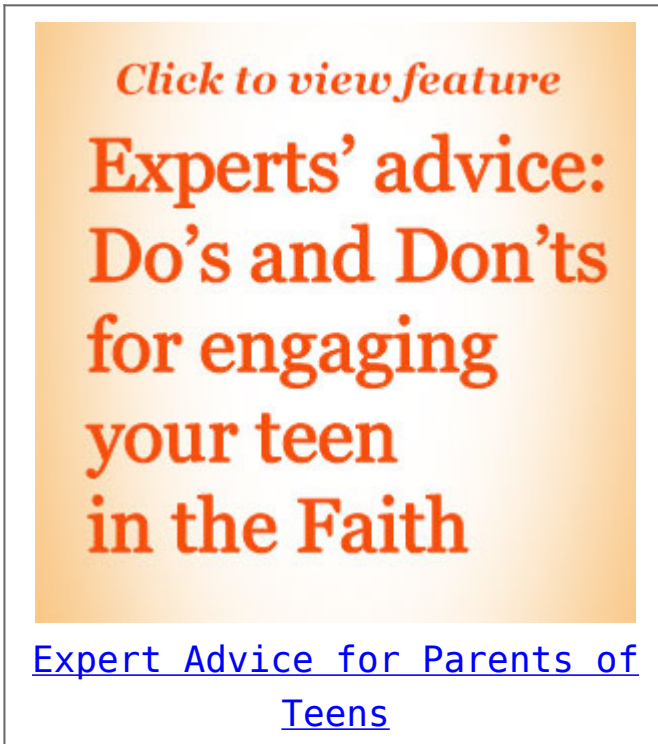 Click to view feature
Experts’ advice:
Do’s and Don’ts
for engaging
your teen
in the Faith
Expert Advice for Parents of
Teens